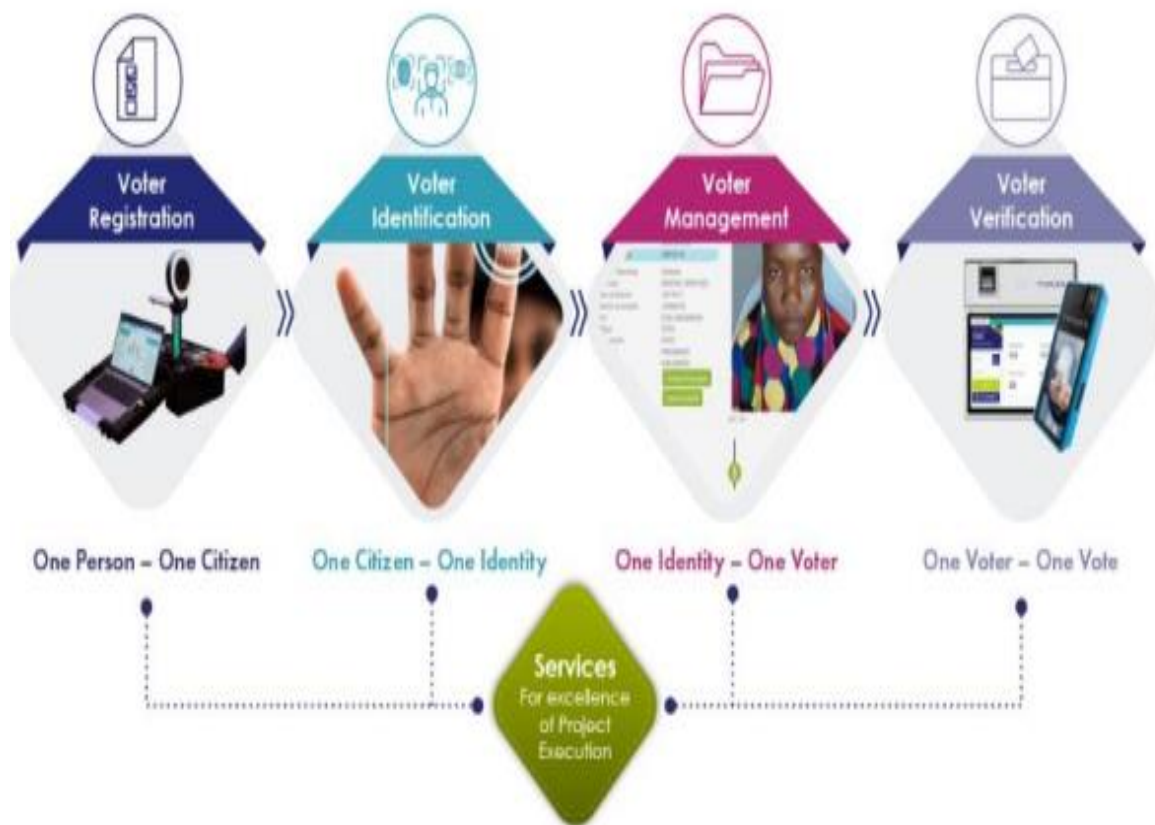 Voter
Registration
Voter
Identification
Voter
Management
Voter
Verification
One Person – One Citizen
One Citizen – One Identity
One Identity – One Voter
One Voter – One Vote
Services
For excellence
of Project
Execution